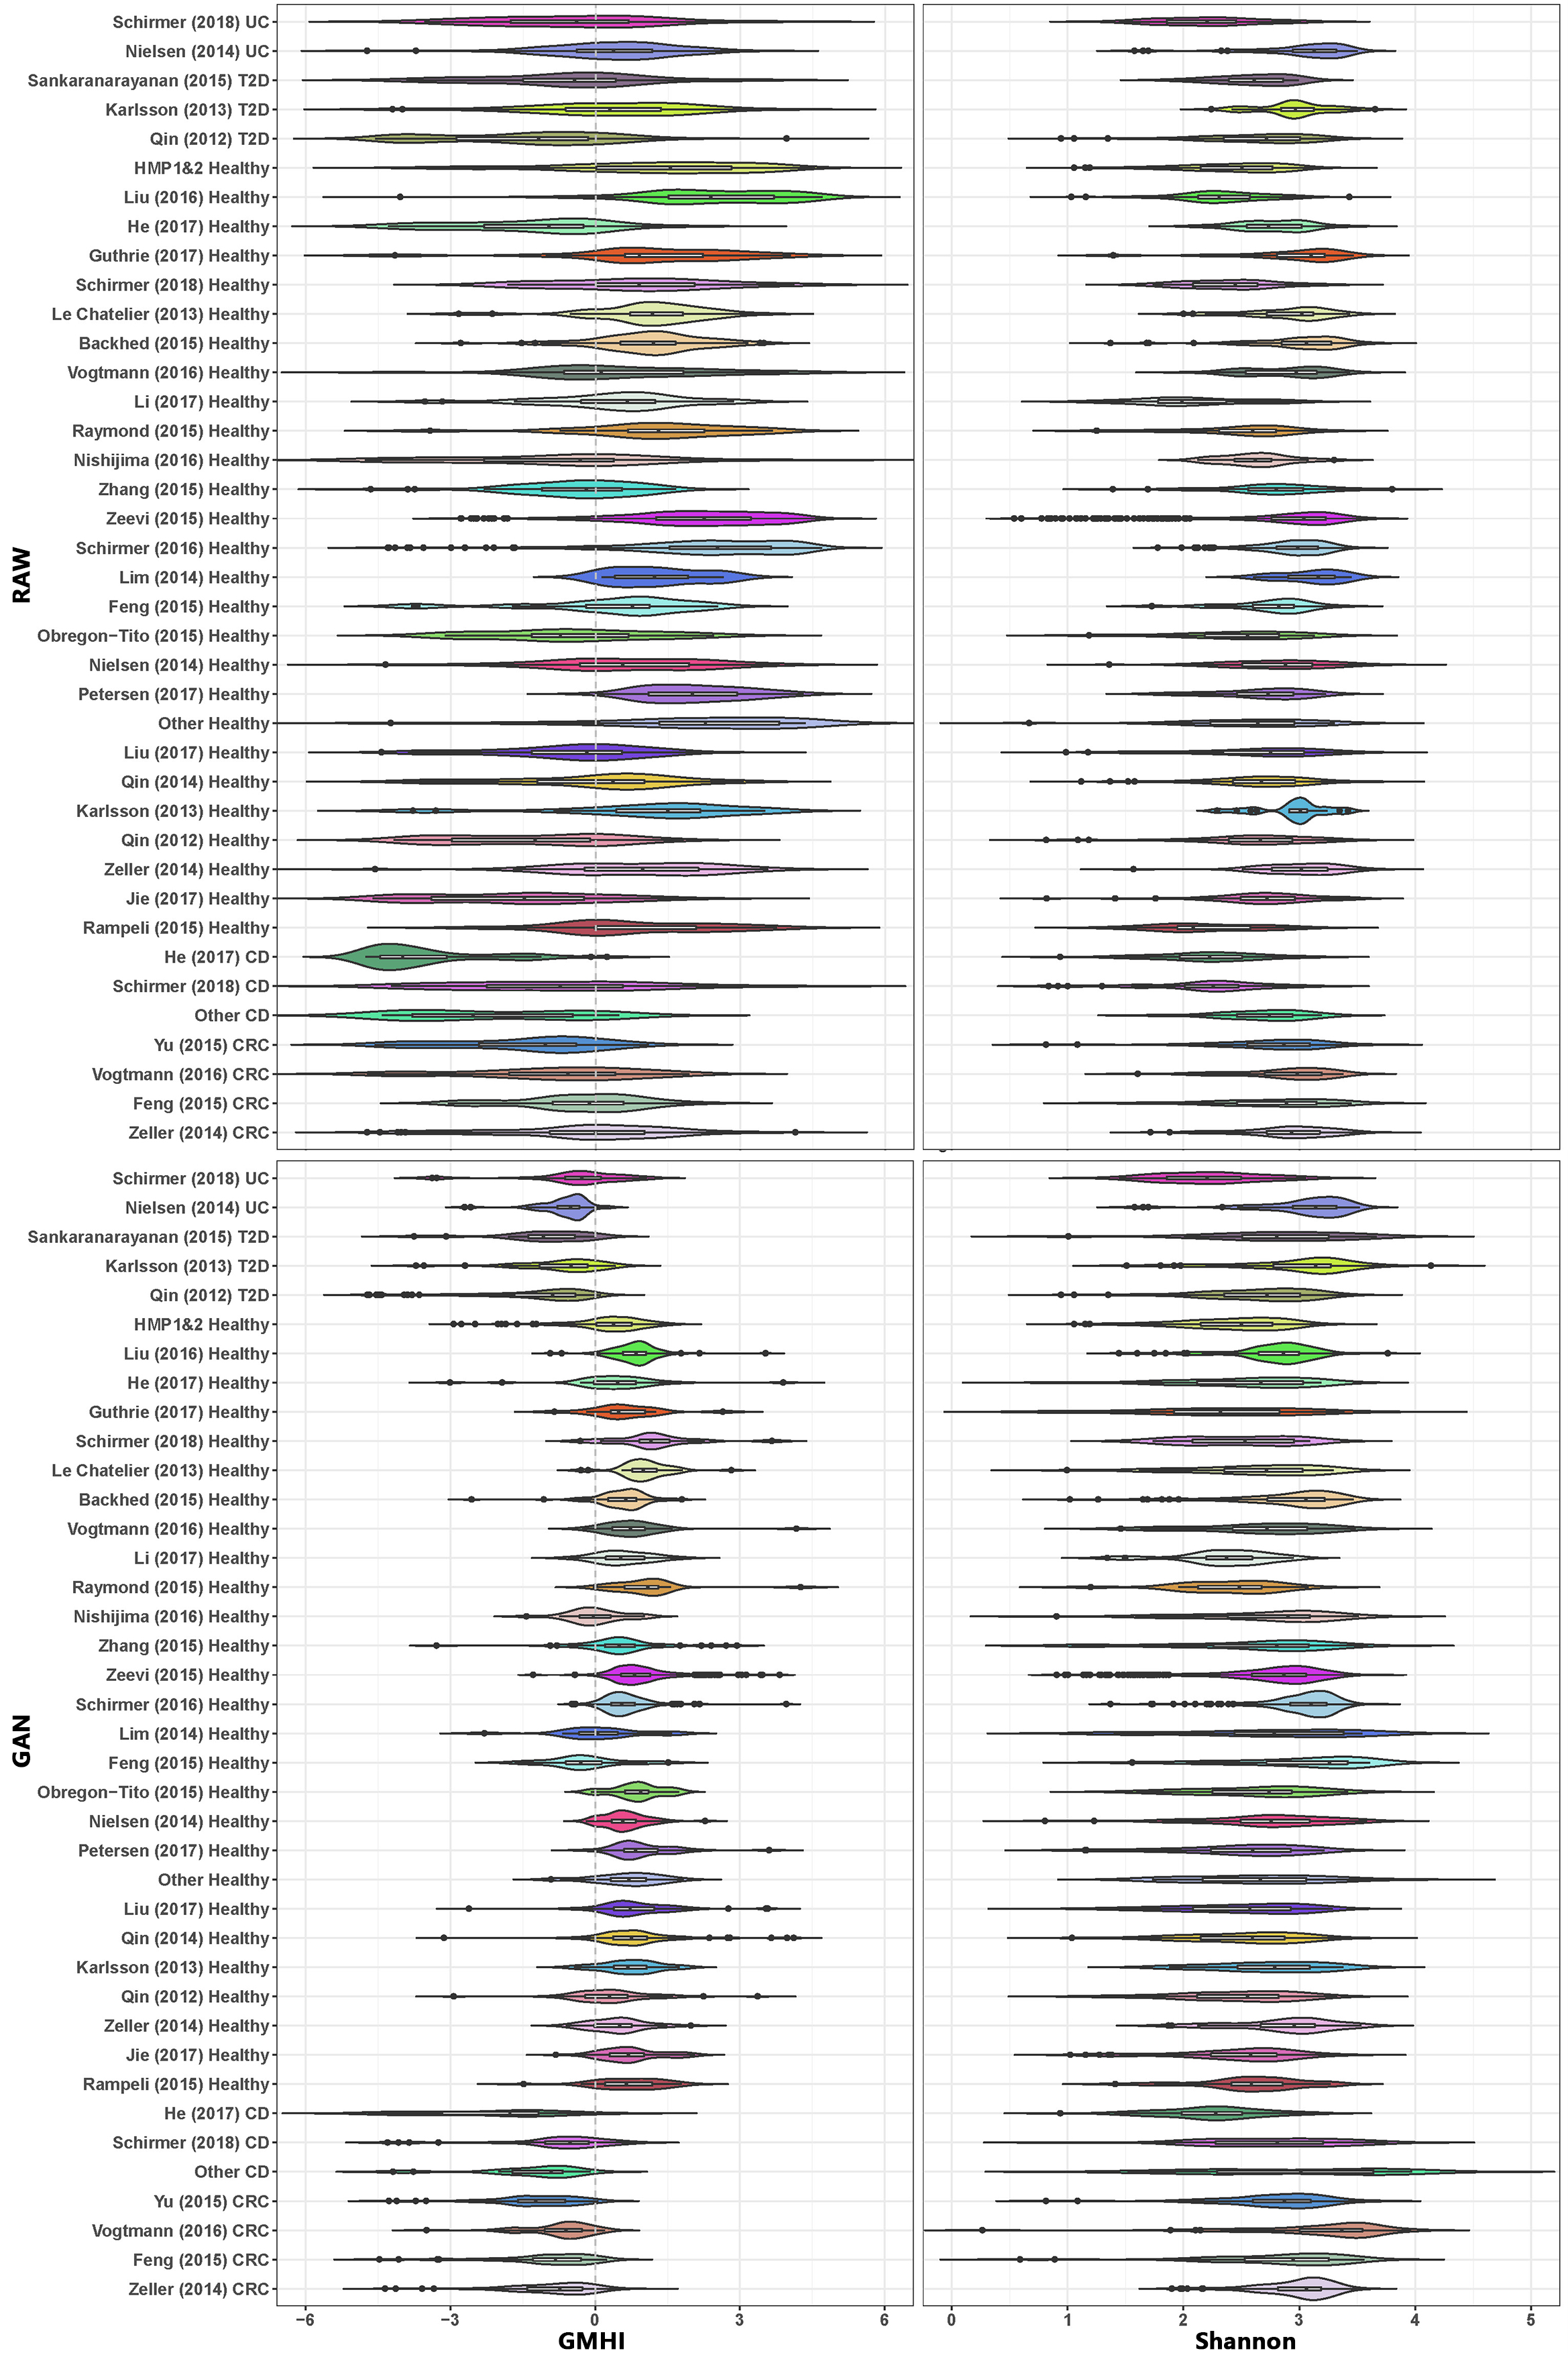 RAW
Schirmer (2018) UC
Nielsen (2014) UC
Sankaranarayanan (2015) T2D
Karlsson (2013) T2D
Qin (2012) T2D
HMP1&2 Healthy
Liu (2016) Healthy
He (2017) Healthy
Guthrie (2017) Healthy
Schirmer (2018) Healthy
Le Chatelier (2013) Healthy
Backhed (2015) Healthy
Vogtmann (2016) Healthy
Li (2017) Healthy
Raymond (2015) Healthy
Nishijima (2016) Healthy
Zhang (2015) Healthy
Zeevi (2015) Healthy
Schirmer (2016) Healthy
Lim (2014) Healthy
Feng (2015) Healthy
Obregon−Tito (2015) Healthy
Nielsen (2014) Healthy
Petersen (2017) Healthy
Other Healthy
Liu (2017) Healthy
Qin (2014) Healthy
Karlsson (2013) Healthy
Qin (2012) Healthy
Zeller (2014) Healthy
Jie (2017) Healthy
Rampeli (2015) Healthy
He (2017) CD
Schirmer (2018) CD
Other CD
Yu (2015) CRC
Vogtmann (2016) CRC
Feng (2015) CRC
Zeller (2014) CRC
GAN
Schirmer (2018) UC
Nielsen (2014) UC
Sankaranarayanan (2015) T2D
Karlsson (2013) T2D
Qin (2012) T2D
HMP1&2 Healthy
Liu (2016) Healthy
He (2017) Healthy
Guthrie (2017) Healthy
Schirmer (2018) Healthy
Le Chatelier (2013) Healthy
Backhed (2015) Healthy
Vogtmann (2016) Healthy
Li (2017) Healthy
Raymond (2015) Healthy
Nishijima (2016) Healthy
Zhang (2015) Healthy
Zeevi (2015) Healthy
Schirmer (2016) Healthy
Lim (2014) Healthy
Feng (2015) Healthy
Obregon−Tito (2015) Healthy
Nielsen (2014) Healthy
Petersen (2017) Healthy
Other Healthy
Liu (2017) Healthy
Qin (2014) Healthy
Karlsson (2013) Healthy
Qin (2012) Healthy
Zeller (2014) Healthy
Jie (2017) Healthy
Rampeli (2015) Healthy
He (2017) CD
Schirmer (2018) CD
Other CD
Yu (2015) CRC
Vogtmann (2016) CRC
Feng (2015) CRC
Zeller (2014) CRC
−6 −3 0 3 6 0 1 2 3 4 5
GMHI Shannon